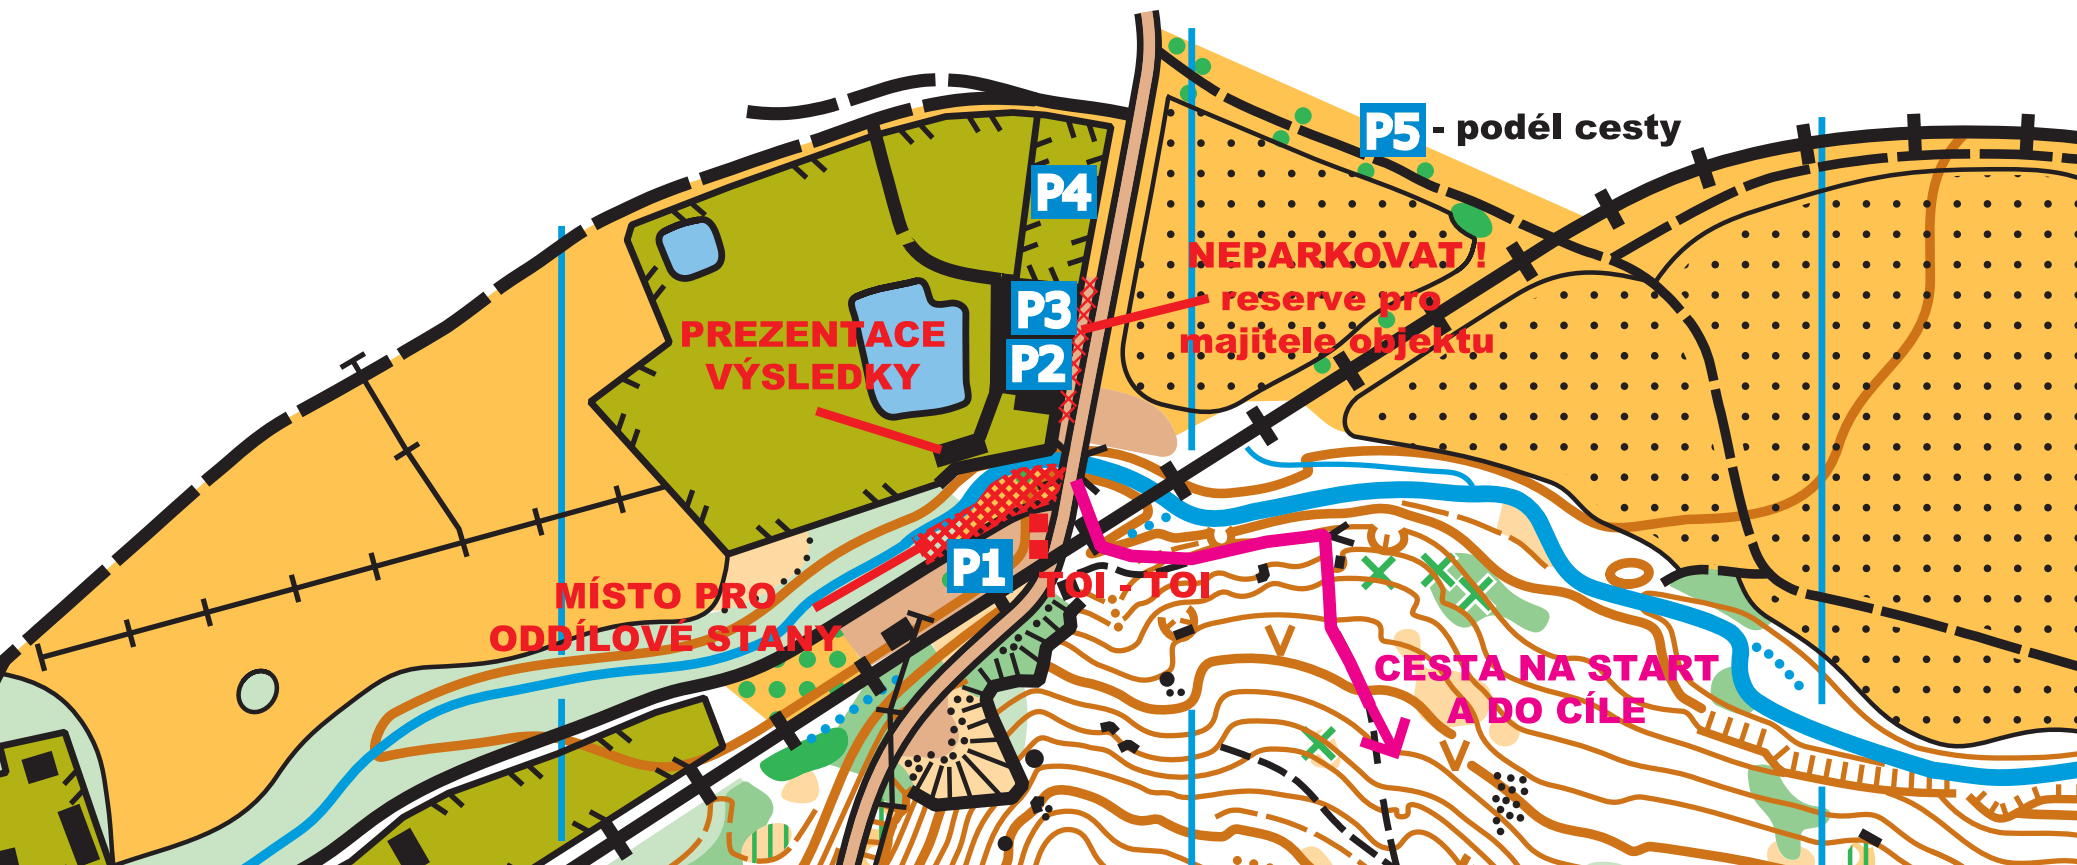 P5 - podél cesty
P4
NEPARKOVAT !
reserve pro
majitele objektu
P3
P2
PREZENTACE
VÝSLEDKY
P1
TOI - TOI
MÍSTO PRO
ODDÍLOVÉ STANY
CESTA NA START
A DO CÍLE